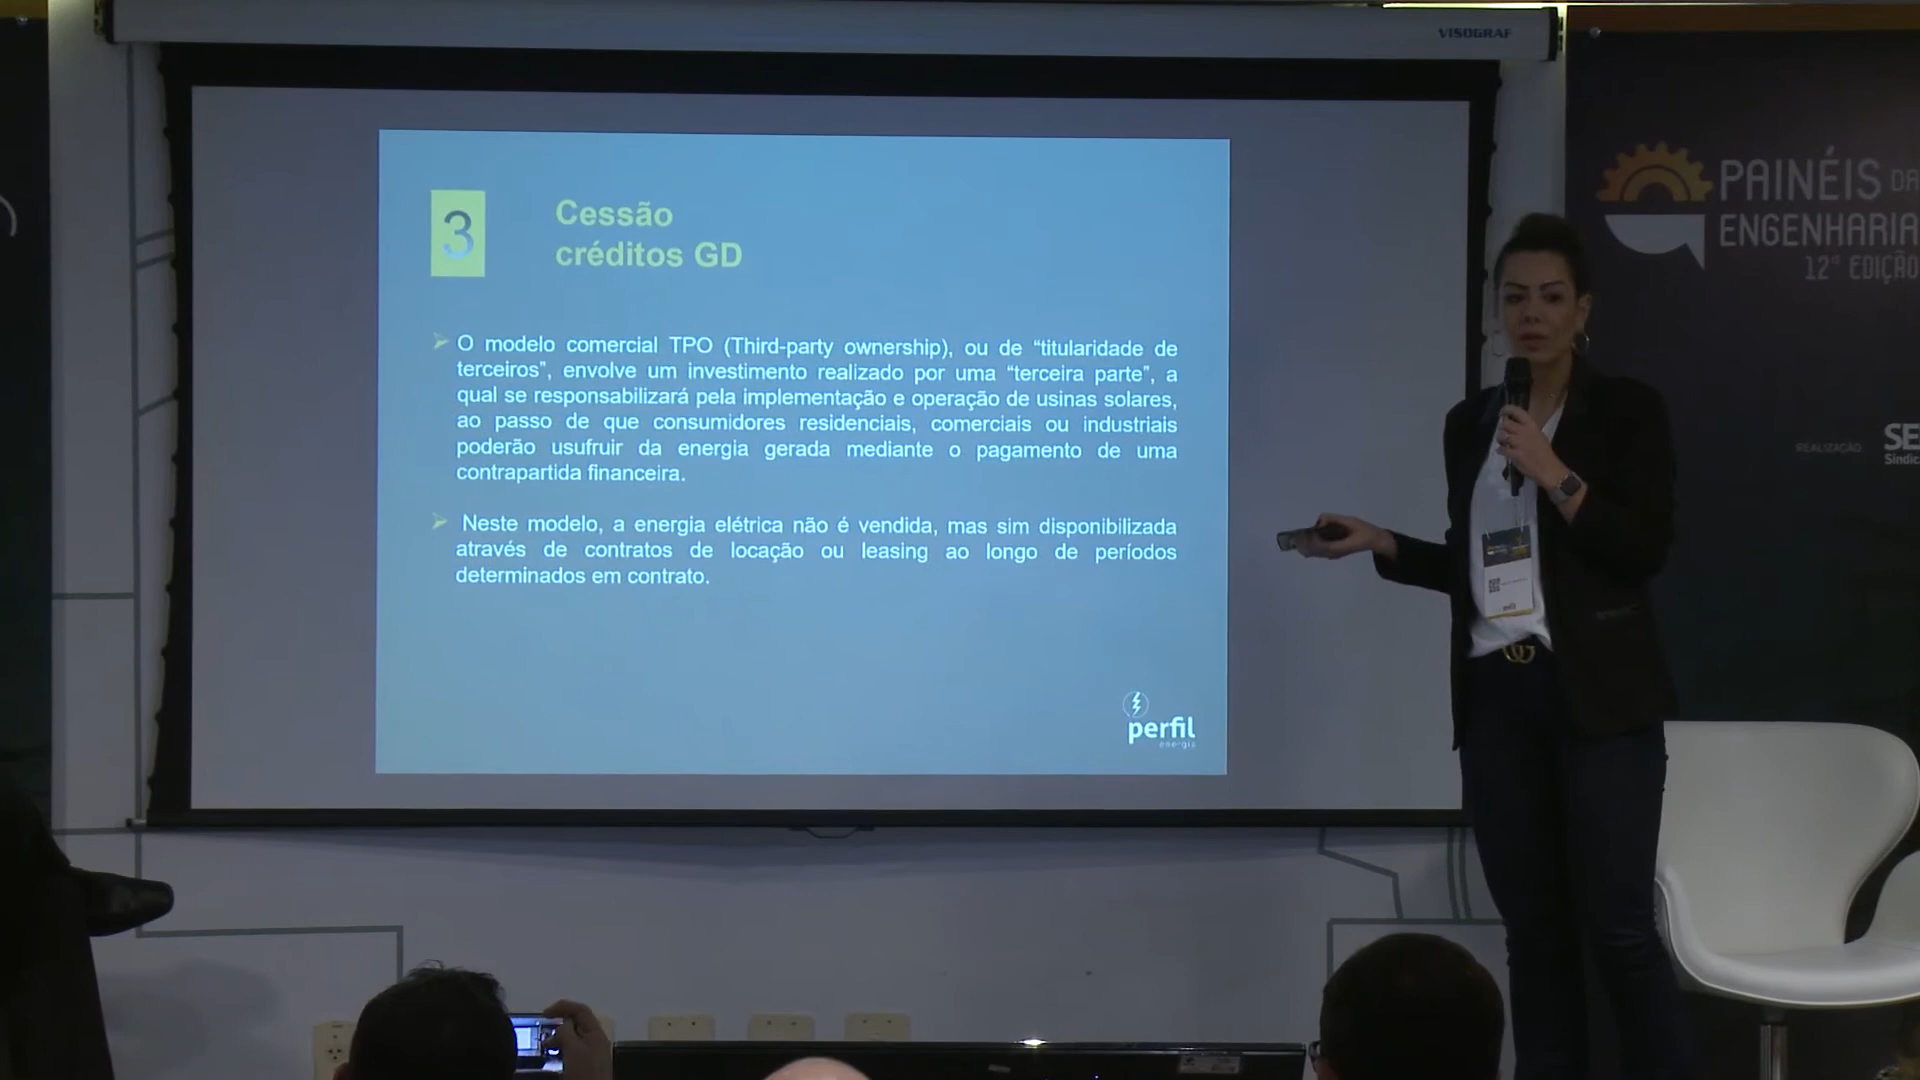 VISOGRAF
3
Cessão
créditos GD
O modelo comercial TPO (Third-party ownership), ou de “titularidade de
terceiros”, envolve um investimento realizado por uma “terceira parte”, a
qual se responsabilizará pela implementação e operação de usinas solares,
ao passo de que consumidores residenciais, comerciais ou industriais
poderão usufruir da energia gerada mediante o pagamento de uma
contrapartida financeira.
Neste modelo, a energia elétrica não é vendida, mas sim disponibilizada
através de contratos de locação ou leasing ao longo de períodos
determinados em contrato.
perfil
energia
PAINÉIS DA
ENGENHARIA
12ª EDIÇÃO
REALIZAÇÃO
SE
Sindic